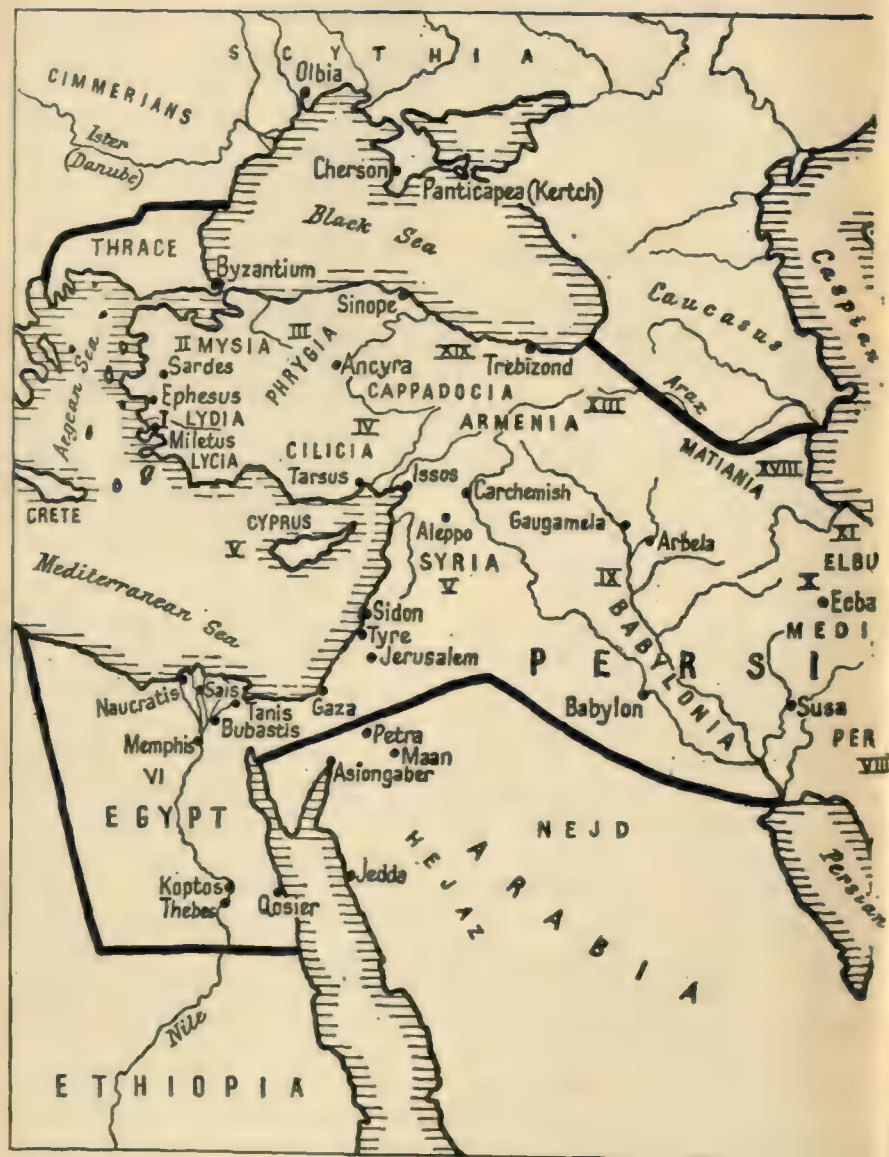 SCYTHIA
CIMMERIANS
Olbia
Ister
(Danube)
Cherson
Panticapea (Kertch)
Black Sea
THRACE
Byzantium
Sinope
Caucasus
Caspian
Aegean Sea
II MYSIA
III
PHRYGIA
XIX
Trebizond
Sardes
Ancyra
CAPPADOCIA
Arax
Ephesus
I LYDIA
IV
ARMENIA
XIII
MATIANIA
XVIII
Miletus
LYCIA
CILICIA
Tarsus
Issos
Carchemish
CRETE
CYPRUS
V
Aleppo
Gaugamela
Arbela
XI
ELBU
SYRIA
V
IX
BABYLONIA
X
Ecba
MEDI
Mediterranean Sea
Sidon
Tyre
Jerusalem
PERSI
Naucratis
Sais
Tanis
Gaza
Babylon
Susa
Bubastis
Memphis
VI
Petra
Maan
Asiongaber
PER
VIII
EGYPT
NEJD
HEJAZ
ARABIA
Persian
Koptos
Thebes
Qosier
Jedda
Nile
ETHIOPIA